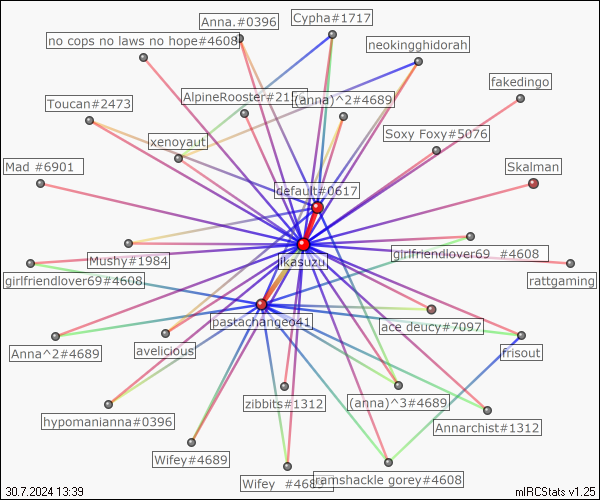 Cypha#1717
Anna.#0396
no cops no laws no hope#4608
neokingghidorah
fakedingo
AlpineRooster#215
(anna)^2#4689
Toucan#2473
Soxy Foxy#5076
xenoyaut
Mad #6901
Skalman
default#0617
Mushy#1984
ikasuzu
girlfriendlover69 #4608
girlfriendlover69#4608
rattgaming
pastachangeo41
ace deucy#7097
Anna^2#4689
avelicious
frisout
zibbits#1312
(anna)^3#4689
hypomanianna#0396
Annarchist#1312
Wifey#4689
Wifey #4689
ramshackle gorey#4608
30.7.2024 13:39
mIRCStats v1.25